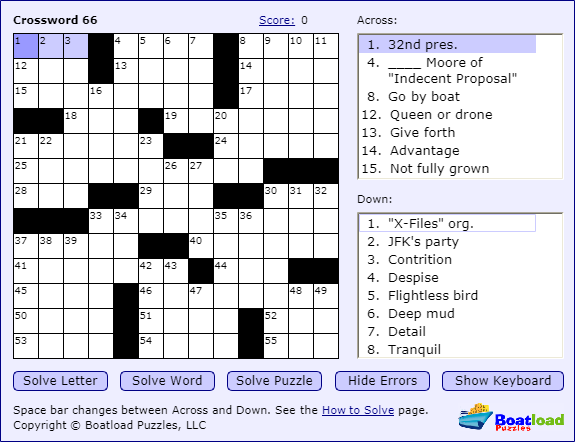 Crossword 66 Score: 0
1 2 3 4 5 6 7 8 9 10 11
12 13 14
15 16 17
18 19 20
21 22 23 24
25 26 27
28 29 30 31 32
33 34 35 36
37 38 39 40
41 42 43 44
45 46 47 48 49
50 51 52
53 54 55
Across:
1. 32nd pres.
4. ____ Moore of
"Indecent Proposal"
8. Go by boat
12. Queen or drone
13. Give forth
14. Advantage
15. Not fully grown
Down:
1. "X-Files" org.
2. JFK's party
3. Contrition
4. Despise
5. Flightless bird
6. Deep mud
7. Detail
8. Tranquil
Solve Letter Solve Word Solve Puzzle Hide Errors Show Keyboard
Space bar changes between Across and Down. See the How to Solve page.
Copyright © Boatload Puzzles, LLC
Boatload
Puzzles